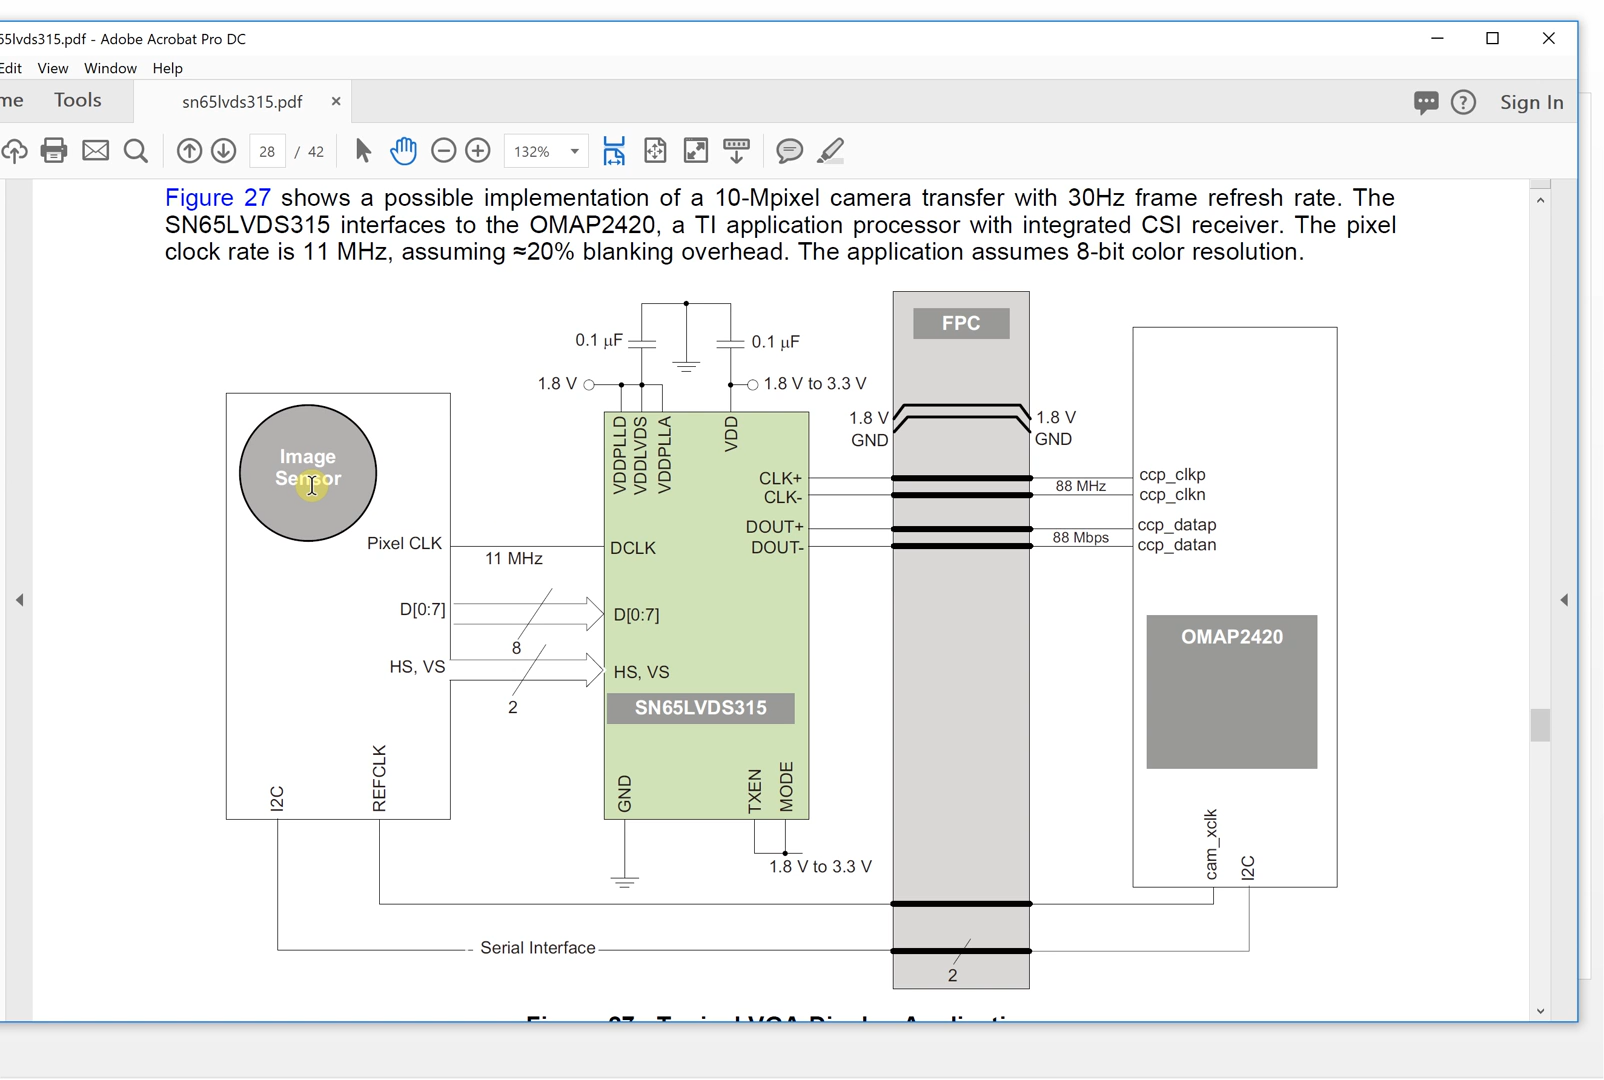 65lvds315.pdf - Adobe Acrobat Pro DC
Edit View Window Help
me Tools sn65lvds315.pdf × Sign In
28 / 42 132%
Figure 27 shows a possible implementation of a 10-Mpixel camera transfer with 30Hz frame refresh rate. The
SN65LVDS315 interfaces to the OMAP2420, a TI application processor with integrated CSI receiver. The pixel
clock rate is 11 MHz, assuming ≈20% blanking overhead. The application assumes 8-bit color resolution.
FPC
0.1 µF
0.1 µF
1.8 V
1.8 V to 3.3 V
1.8 V
GND
1.8 V
GND
Image
Sensor
VDDPLLD
VDDLVDS
VDDPLLA
VDD
CLK+
CLK-
DOUT+
DOUT-
88 MHz
88 Mbps
ccp_clkp
ccp_clkn
ccp_datap
ccp_datan
Pixel CLK
11 MHz
DCLK
D[0:7]
8
D[0:7]
HS, VS
2
HS, VS
SN65LVDS315
OMAP2420
I2C
REFCLK
GND
TXEN
MODE
1.8 V to 3.3 V
cam_xclk
I2C
Serial Interface
2